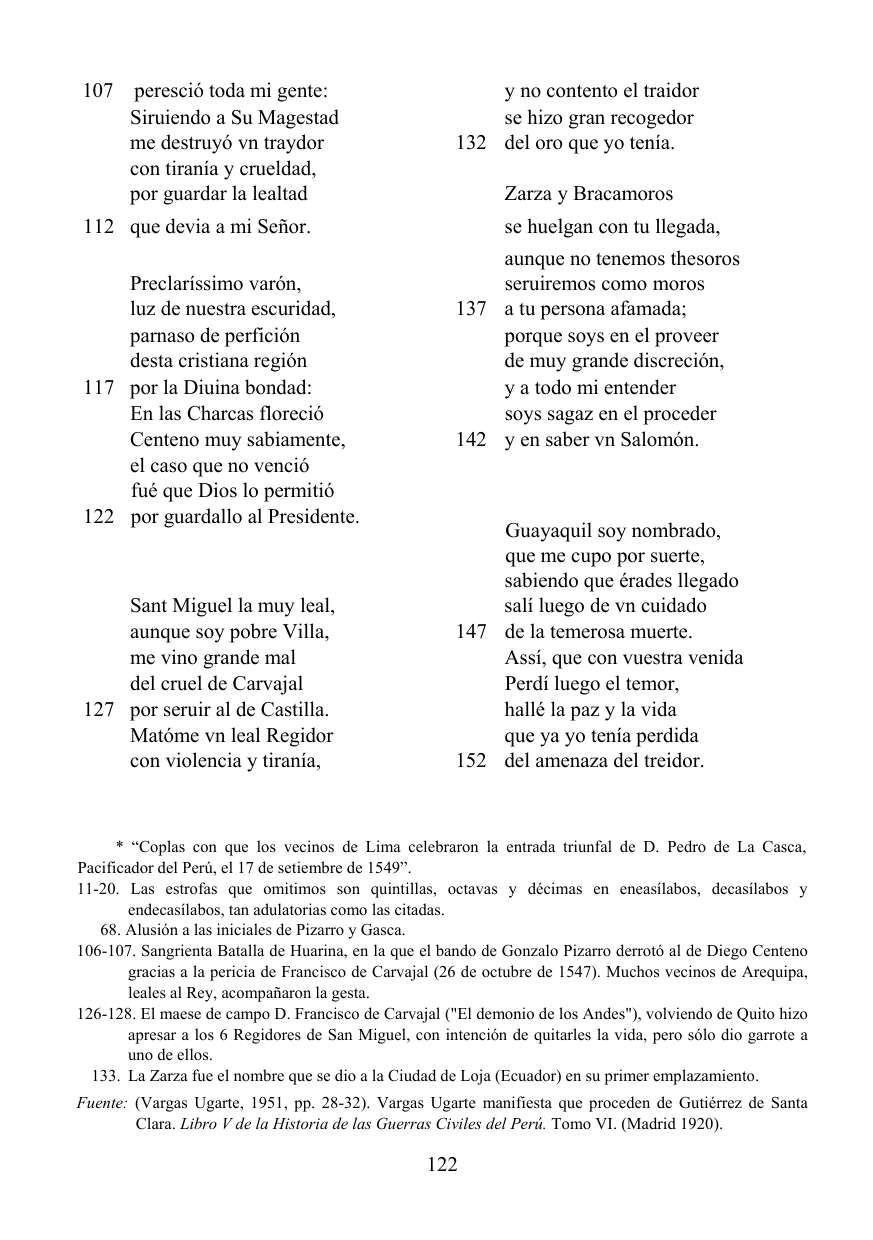 107 peresció toda mi gente:
Siruiendo a Su Magestad
me destruyó vn traydor
con tiranía y crueldad,
por guardar la lealtad
112 que devia a mi Señor.
Preclaríssimo varón,
luz de nuestra escuridad,
parnaso de perfición
desta cristiana región
117 por la Diuina bondad:
En las Charcas floreció
Centeno muy sabiamente,
el caso que no venció
fué que Dios lo permitió
122 por guardallo al Presidente.
Sant Miguel la muy leal,
aunque soy pobre Villa,
me vino grande mal
del cruel de Carvajal
127 por seruir al de Castilla.
Matóme vn leal Regidor
con violencia y tiranía,
y no contento el traidor
se hizo gran recogedor
132 del oro que yo tenía.
Zarza y Bracamoros
se huelgan con tu llegada,
aunque no tenemos thesoros
seruiremos como moros
137 a tu persona afamada;
porque soys en el proveer
de muy grande discreción,
y a todo mi entender
soys sagaz en el proceder
142 y en saber vn Salomón.
Guayaquil soy nombrado,
que me cupo por suerte,
sabiendo que érades llegado
salí luego de vn cuidado
147 de la temerosa muerte.
Assí, que con vuestra venida
Perdí luego el temor,
hallé la paz y la vida
que ya yo tenía perdida
152 del amenaza del treidor.
* “Coplas con que los vecinos de Lima celebraron la entrada triunfal de D. Pedro de La Casca,
Pacificador del Perú, el 17 de setiembre de 1549”.
11-20. Las estrofas que omitimos son quintillas, octavas y décimas en eneasílabos, decasílabos y
endecasílabos, tan adulatorias como las citadas.
68. Alusión a las iniciales de Pizarro y Gasca.
106-107. Sangrienta Batalla de Huarina, en la que el bando de Gonzalo Pizarro derrotó al de Diego Centeno
gracias a la pericia de Francisco de Carvajal (26 de octubre de 1547). Muchos vecinos de Arequipa,
leales al Rey, acompañaron la gesta.
126-128. El maese de campo D. Francisco de Carvajal ("El demonio de los Andes"), volviendo de Quito hizo
apresar a los 6 Regidores de San Miguel, con intención de quitarles la vida, pero sólo dio garrote a
uno de ellos.
133. La Zarza fue el nombre que se dio a la Ciudad de Loja (Ecuador) en su primer emplazamiento.
Fuente: (Vargas Ugarte, 1951, pp. 28-32). Vargas Ugarte manifiesta que proceden de Gutiérrez de Santa
Clara. Libro V de la Historia de las Guerras Civiles del Perú. Tomo VI. (Madrid 1920).
122